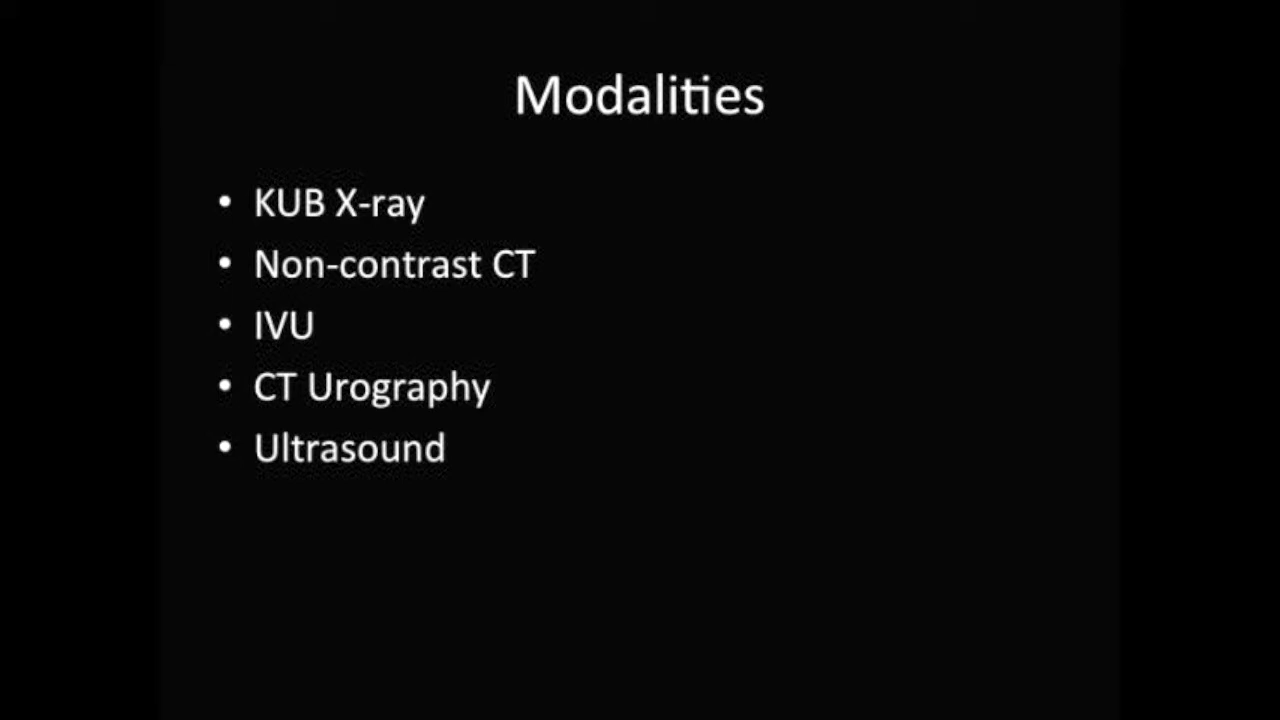 Modalities
• KUB X-ray
• Non-contrast CT
• IVU
• CT Urography
• Ultrasound